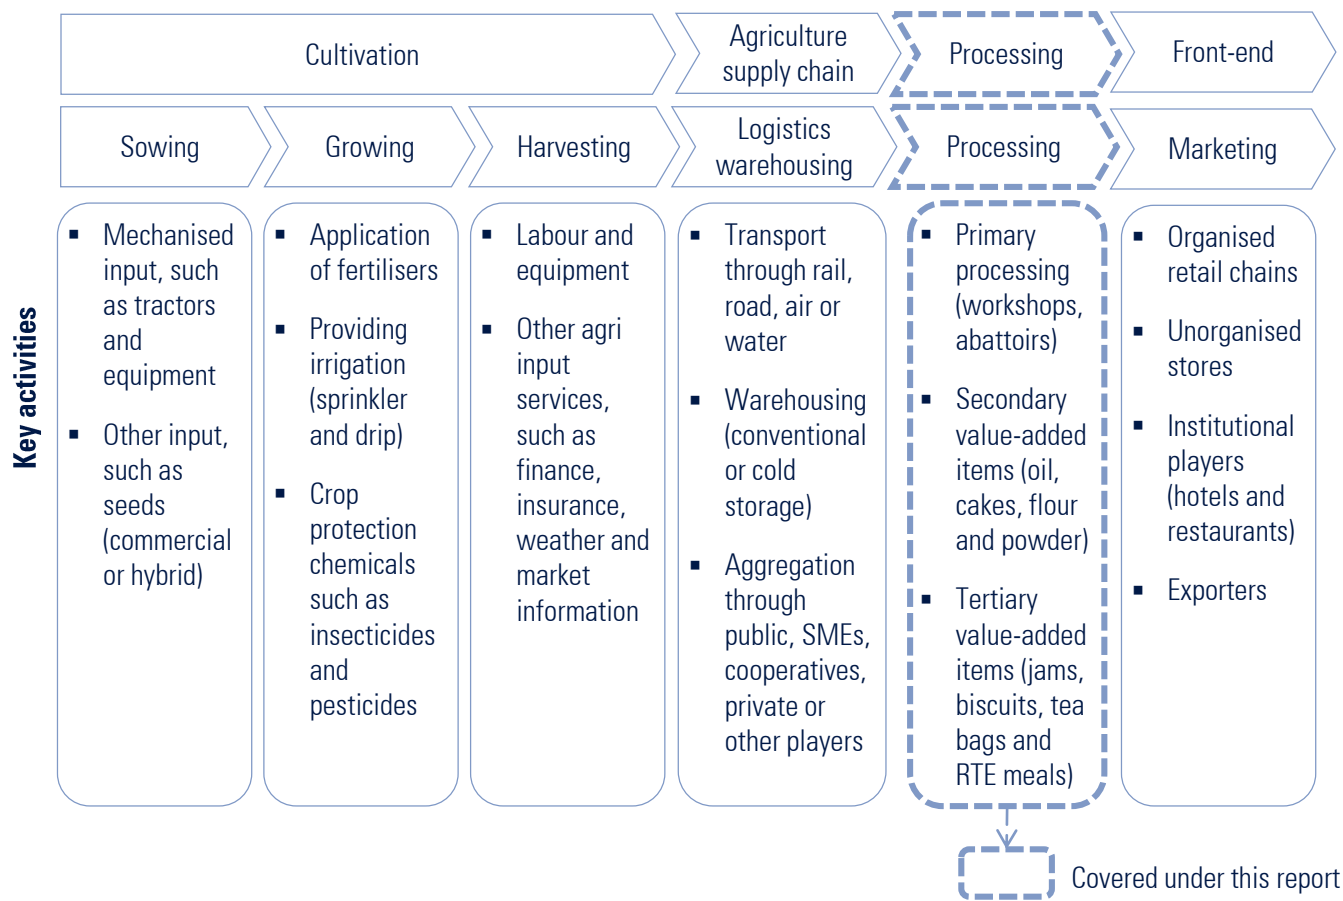 Cultivation
Agriculture
supply chain
Processing
Front-end
Sowing
Growing
Harvesting
Logistics
warehousing
Processing
Marketing
Key activities
▪ Mechanised
input, such
as tractors
and
equipment
▪ Other input,
such as
seeds
(commercial
or hybrid)
▪ Application
of fertilisers
▪ Providing
irrigation
(sprinkler
and drip)
▪ Crop
protection
chemicals
such as
insecticides
and
pesticides
▪ Labour and
equipment
▪ Other agri
input
services,
such as
finance,
insurance,
weather and
market
information
▪ Transport
through rail,
road, air or
water
▪ Warehousing
(conventional
or cold
storage)
▪ Aggregation
through
public, SMEs,
cooperatives,
private or
other players
▪ Primary
processing
(workshops,
abattoirs)
▪ Secondary
value-added
items (oil,
cakes, flour
and powder)
▪ Tertiary
value-added
items (jams,
biscuits, tea
bags and
RTE meals)
▪ Organised
retail chains
▪ Unorganised
stores
▪ Institutional
players
(hotels and
restaurants)
▪ Exporters
Covered under this report